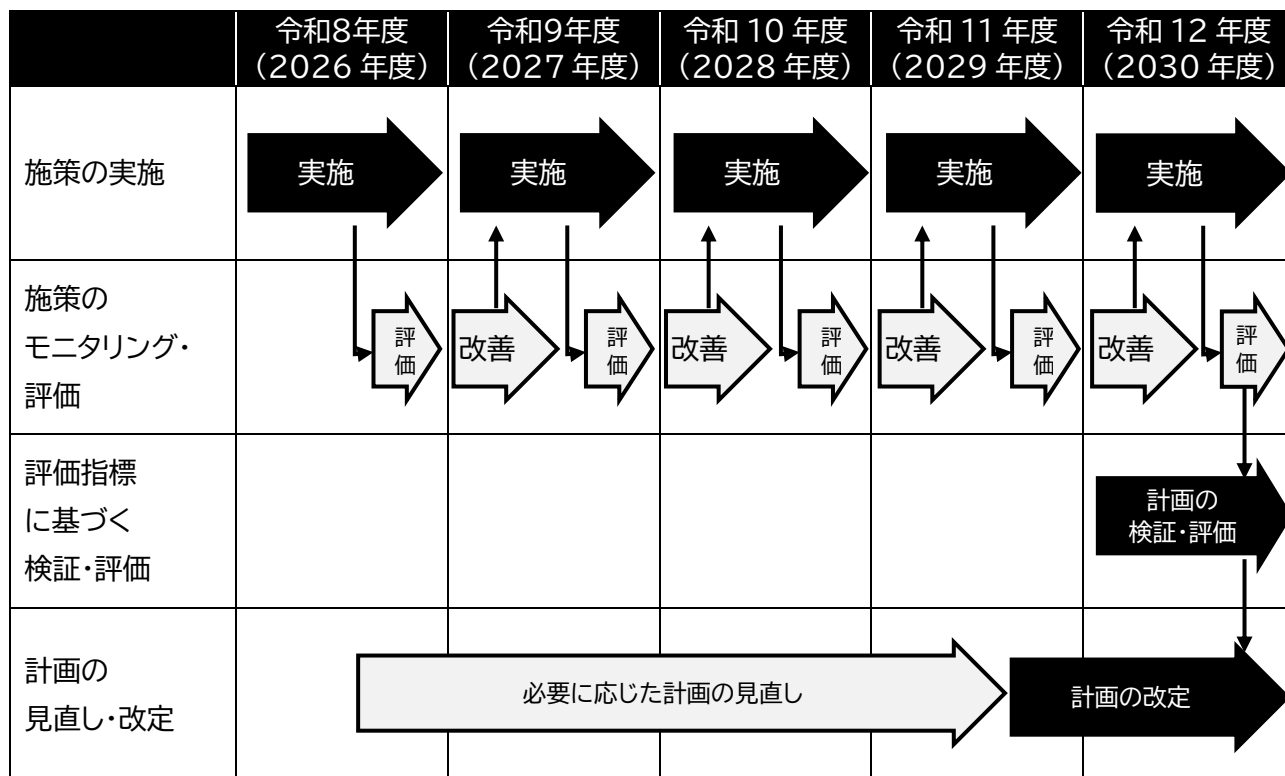 令和8年度
（2026年度）
令和9年度
（2027年度）
令和10年度
（2028年度）
令和11年度
（2029年度）
令和12年度
（2030年度）
施策の実施
実施
実施
実施
実施
実施
施策の
モニタリング・
評価
評価
改善
評価
改善
評価
改善
評価
改善
評価
評価指標
に基づく
検証・評価
計画の
検証・評価
計画の
見直し・改定
必要に応じた計画の見直し
計画の改定